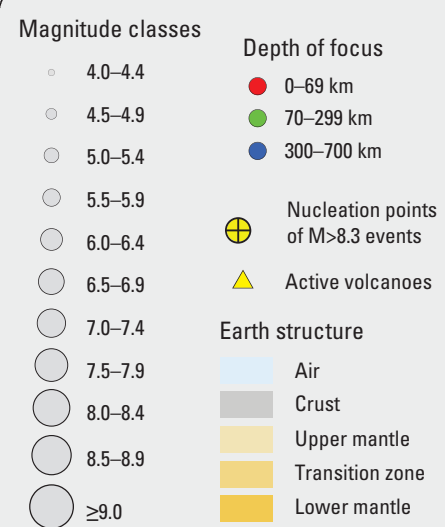 Magnitude classes
4.0–4.4
4.5–4.9
5.0–5.4
5.5–5.9
6.0–6.4
6.5–6.9
7.0–7.4
7.5–7.9
8.0–8.4
8.5–8.9
≥9.0
Depth of focus
0–69 km
70–299 km
300–700 km
Nucleation points
of M>8.3 events
Active volcanoes
Earth structure
Air
Crust
Upper mantle
Transition zone
Lower mantle